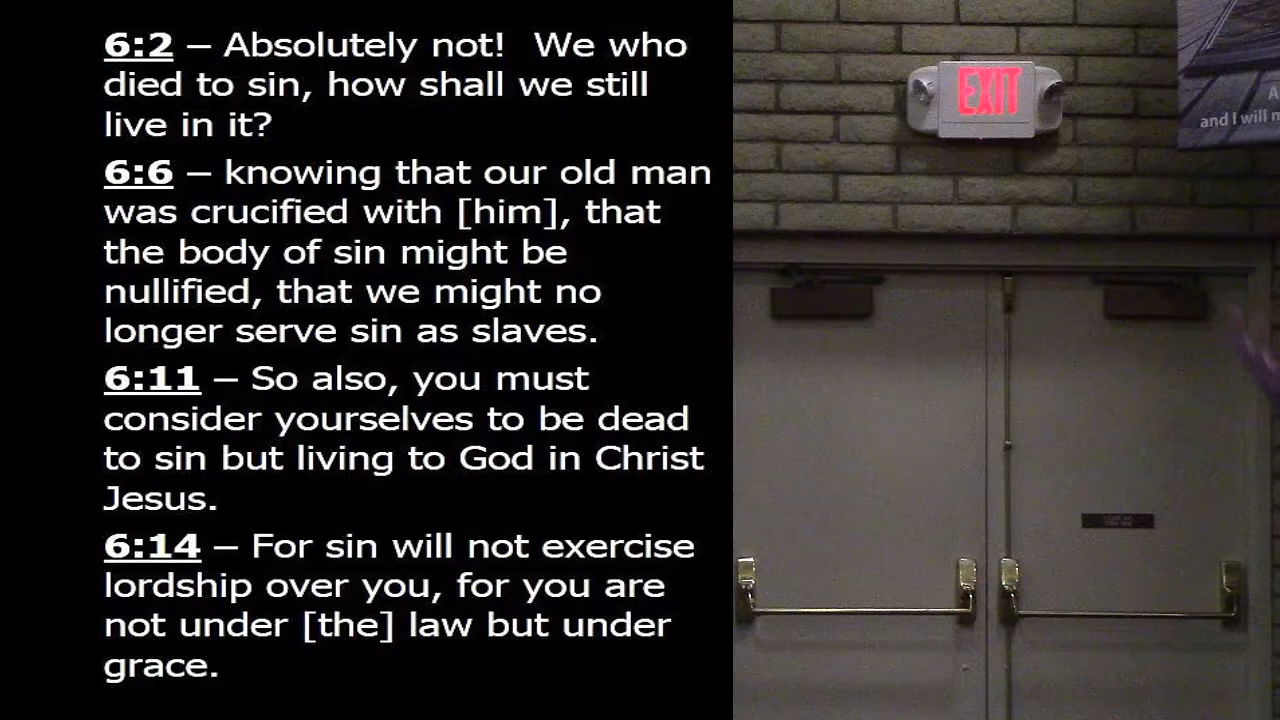 6:2 – Absolutely not!  We who
died to sin, how shall we still
live in it?
6:6 – knowing that our old man
was crucified with [him], that
the body of sin might be
nullified, that we might no
longer serve sin as slaves.
6:11 – So also, you must
consider yourselves to be dead
to sin but living to God in Christ
Jesus.
6:14 – For sin will not exercise
lordship over you, for you are
not under [the] law but under
grace.
EXIT
A
and I will